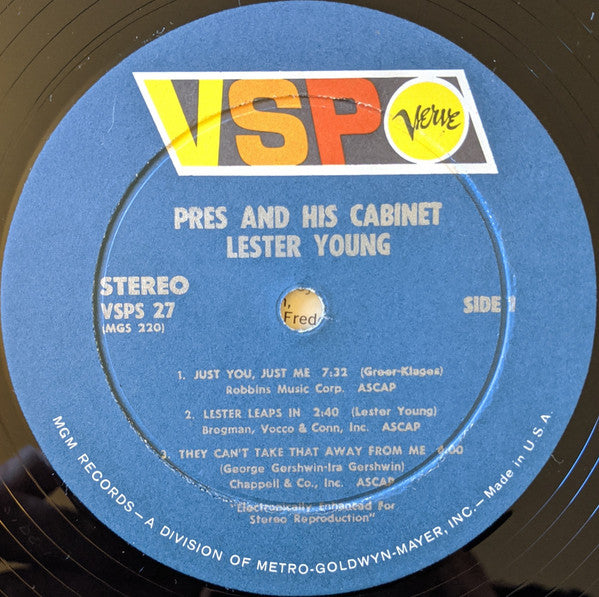 VSP
Verve
PRES AND HIS CABINET
LESTER YOUNG
STEREO
VSPS 27
(MGS 220)
SIDE 1
Fred
1. JUST YOU, JUST ME 7:32 (Greer-Klages)
Robbins Music Corp. ASCAP
2. LESTER LEAPS IN 2:40 (Lester Young)
Bregman, Vocco & Conn, Inc. ASCAP
3. THEY CAN'T TAKE THAT AWAY FROM ME
(George Gershwin-Ira Gershwin)
Chappell & Co., Inc. ASCAP
"Electronically Enhanced For
Stereo Reproduction"
MGM RECORDS—A DIVISION OF METRO-GOLDWYN-MAYER, INC.—Made in U.S.A.